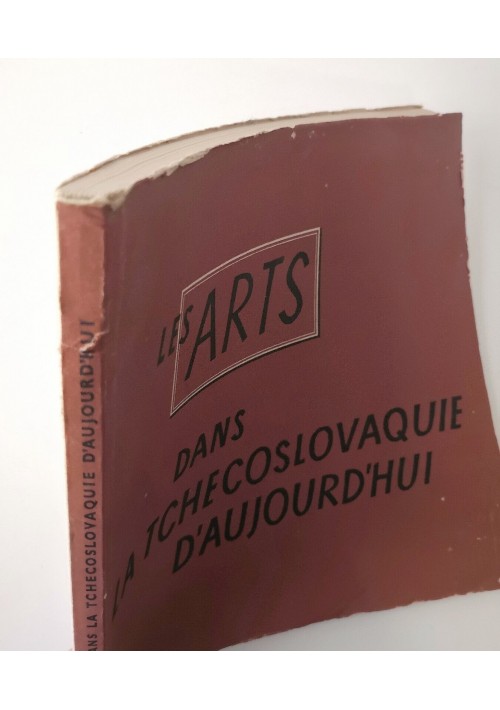 LES ARTS
DANS
LA TCHECOSLOVAQUIE
D'AUJOURD'HUI
LA TCHECOSLOVAQUIE D'AUJOURD'HUI